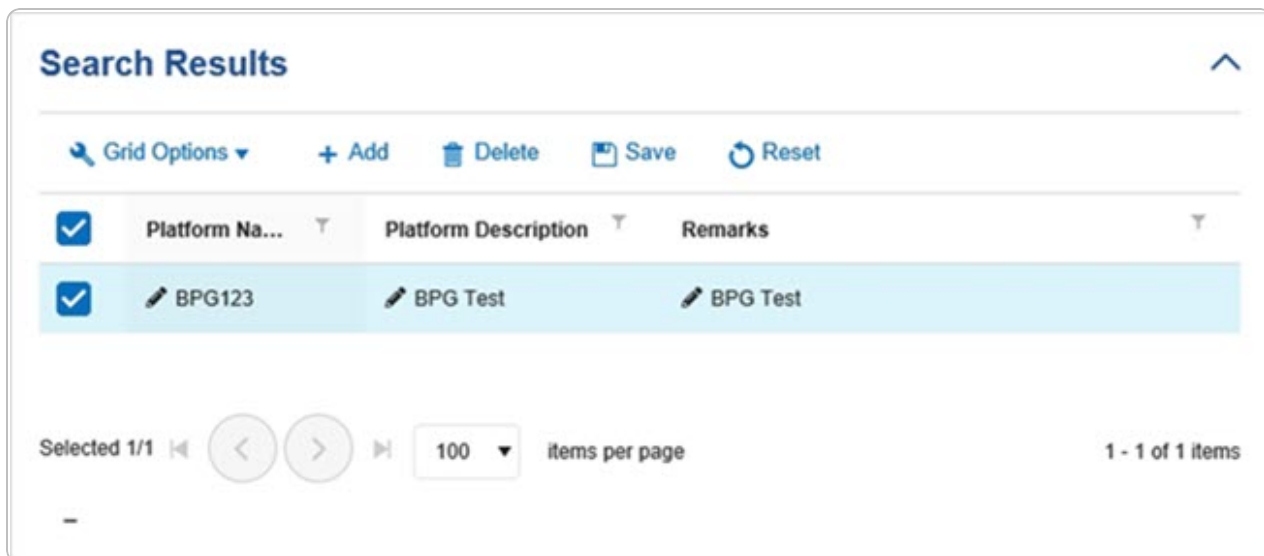 Search Results
Grid Options + Add Delete Save Reset
Platform Na... Platform Description Remarks
BPG123 BPG Test BPG Test
Selected 1/1 100 items per page 1 - 1 of 1 items